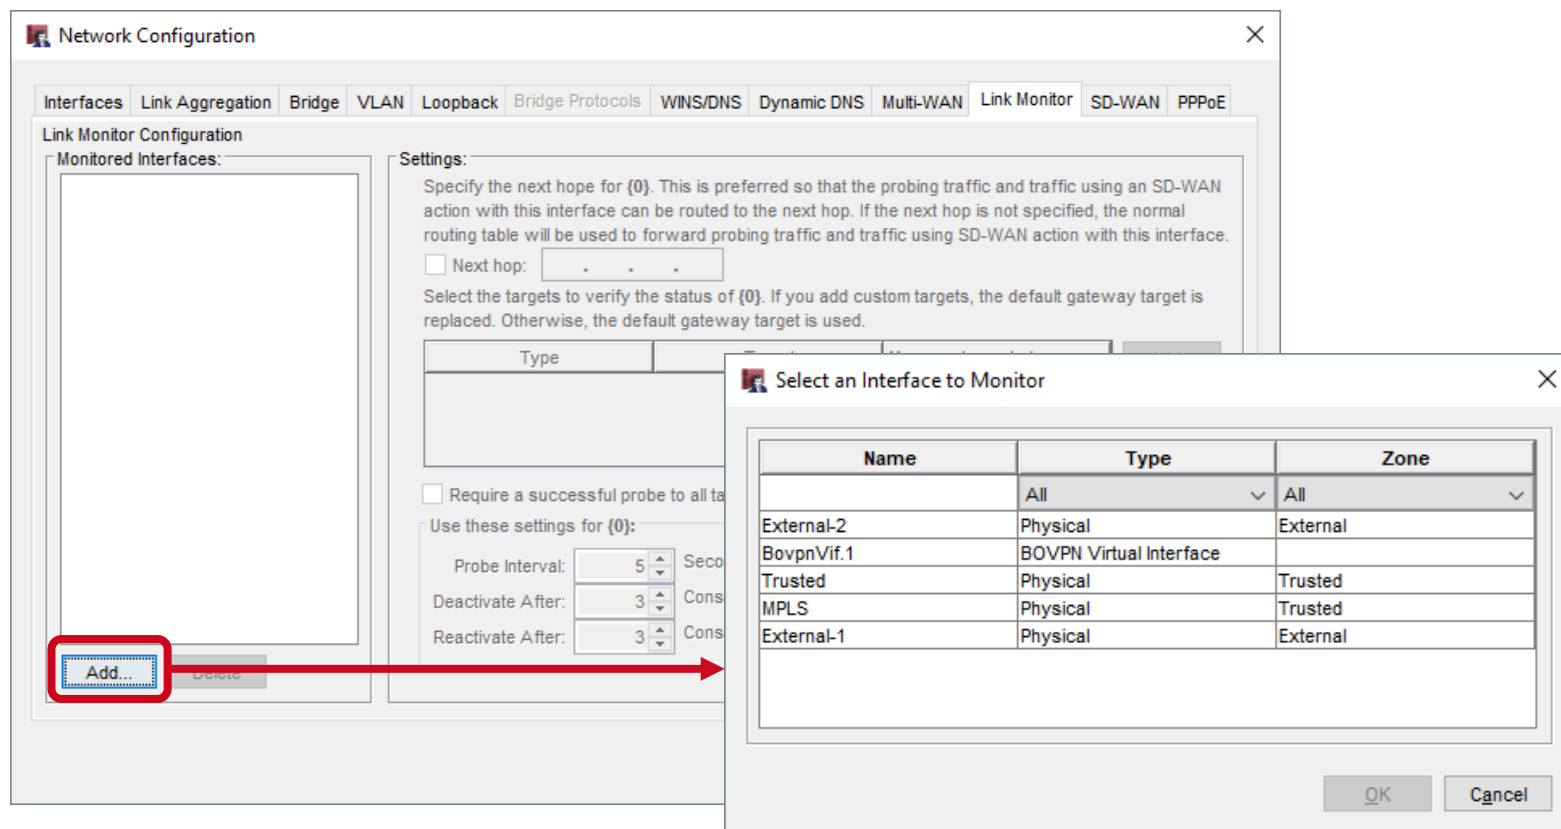 Network Configuration
Interfaces Link Aggregation Bridge VLAN Loopback Bridge Protocols WINS/DNS Dynamic DNS Multi-WAN Link Monitor SD-WAN PPPoE
Link Monitor Configuration
Monitored Interfaces:
Settings:
Specify the next hope for {0}. This is preferred so that the probing traffic and traffic using an SD-WAN
action with this interface can be routed to the next hop. If the next hop is not specified, the normal
routing table will be used to forward probing traffic and traffic using SD-WAN action with this interface.
Next hop: . . .
Select the targets to verify the status of {0}. If you add custom targets, the default gateway target is
replaced. Otherwise, the default gateway target is used.
Type
Require a successful probe to all ta
Use these settings for {0}:
Probe Interval: 5 Seco
Deactivate After: 3 Cons
Reactivate After: 3 Cons
Add... Delete
Select an Interface to Monitor
Name Type Zone
All All
External-2 Physical External
BovpnVif.1 BOVPN Virtual Interface
Trusted Physical Trusted
MPLS Physical Trusted
External-1 Physical External
OK Cancel